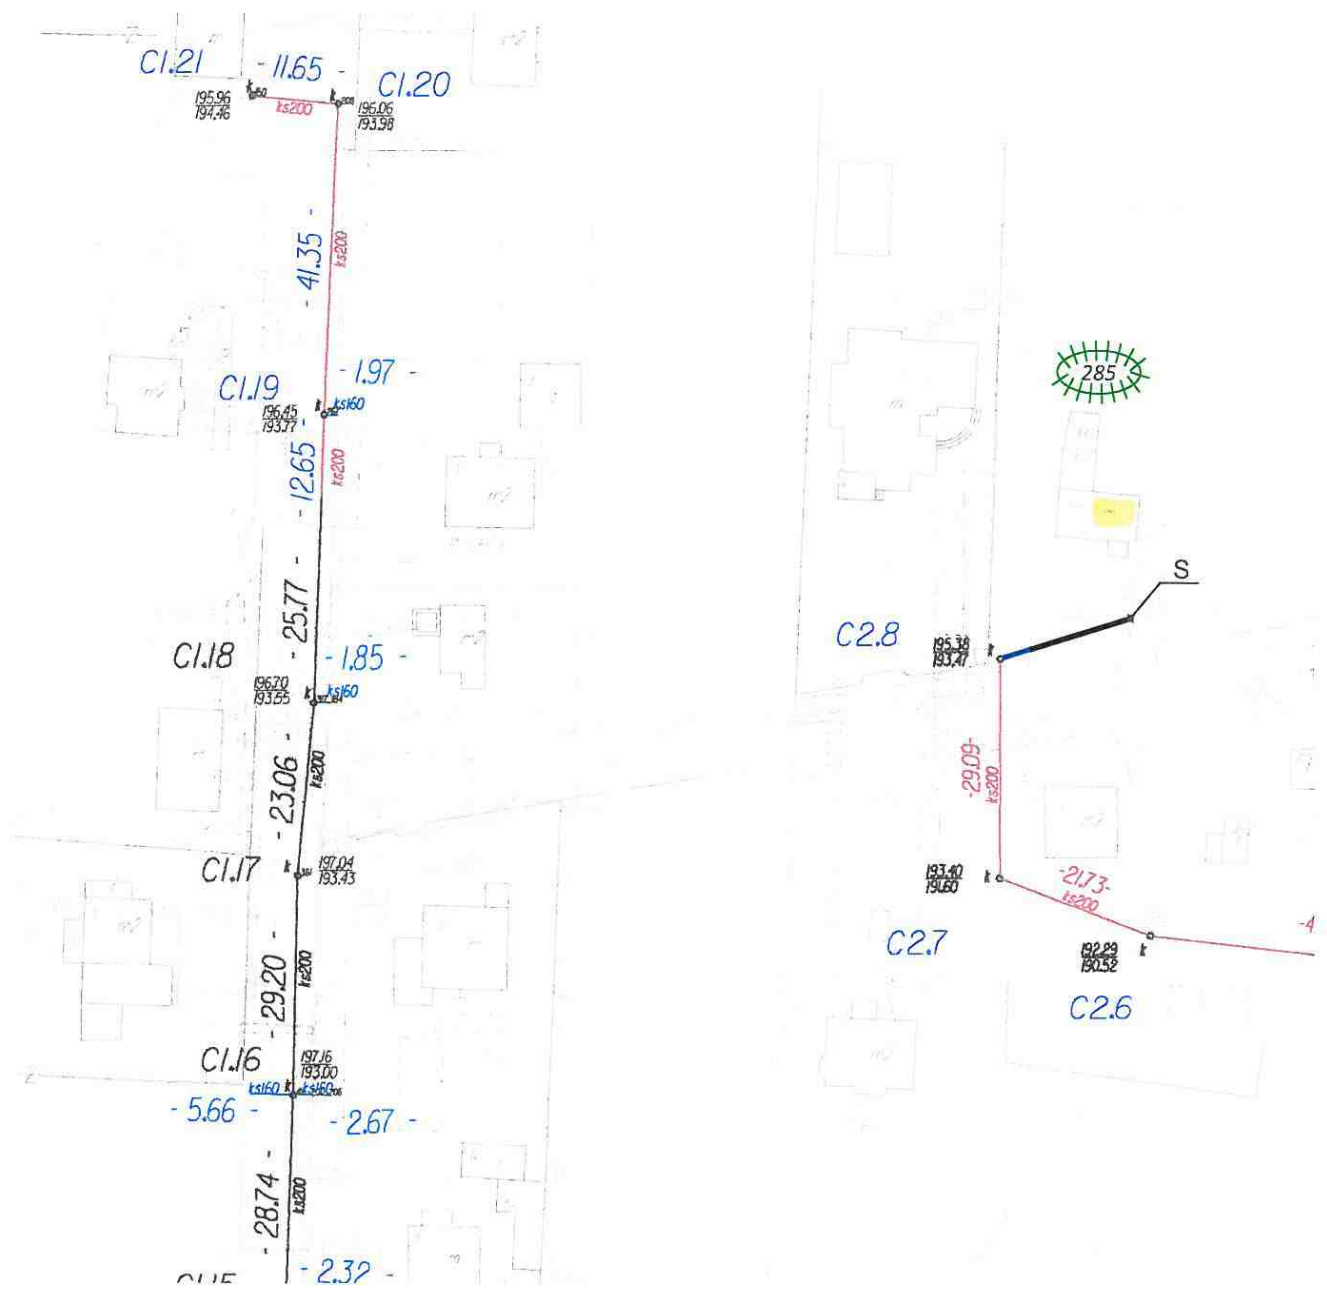 C1.21
- 11.65 -
C1.20
195.96
194.46
ks200
196.06
193.98
- 41.35 -
ks200
- 1.97 -
C1.19
ks160
196.45
193.77
- 12.65 -
ks200
- 25.77 -
C1.18
- 1.85 -
196.70
193.55
ks160
- 23.06 -
ks200
C1.17
197.04
193.43
- 29.20 -
ks200
C1.16
197.16
193.00
ks160
ks160
- 5.66 -
- 2.67 -
- 28.74 -
ks200
- 2.32 -
285
S
C2.8
195.38
193.47
-29.09-
ks200
193.40
191.60
-21.73-
ks200
C2.7
192.29
190.52
C2.6
-4